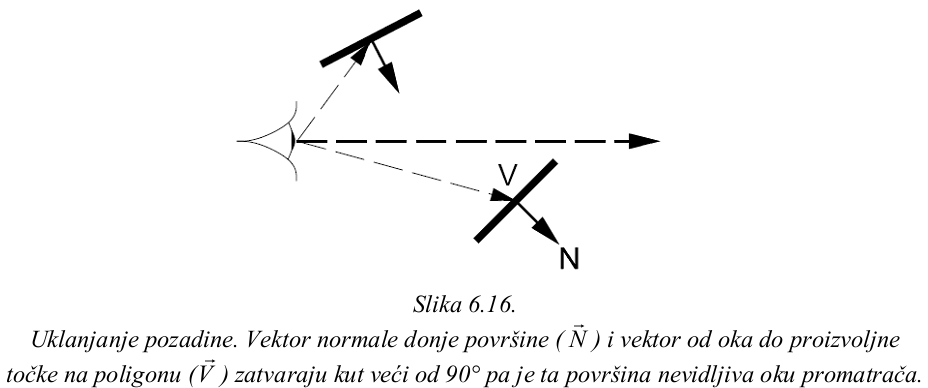 V
N
Slika 6.16.
Uklanjanje pozadine. Vektor normale donje površine ( N⃗ ) i vektor od oka do proizvoljne
točke na poligonu (V⃗ ) zatvaraju kut veći od 90° pa je ta površina nevidljiva oku promatrača.